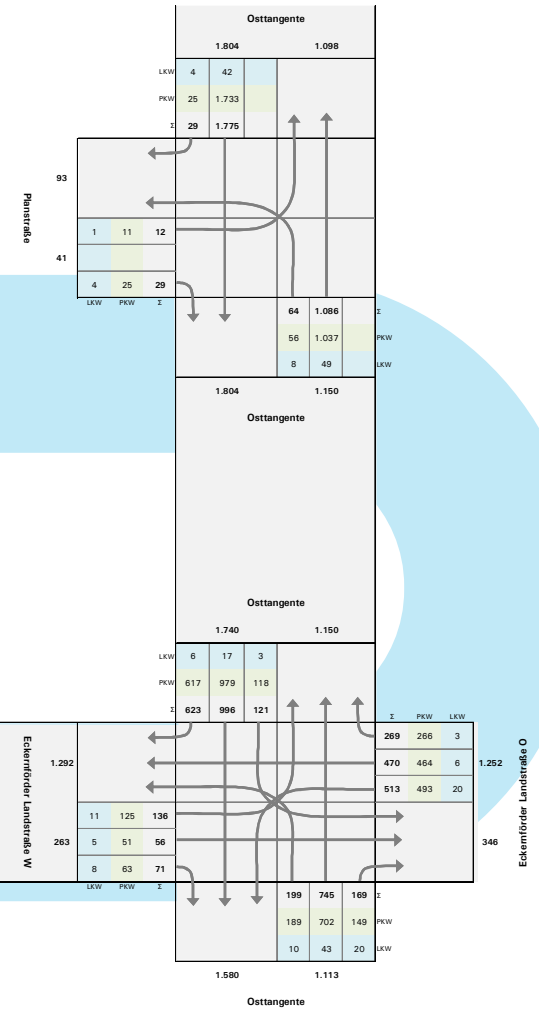 Osttangente
1.804 1.098
LKW 4 42
PKW 25 1.733
Σ 29 1.775
93
Planstraße
1 11 12
41
4 25 29
LKW PKW Σ
64 1.086 Σ
56 1.037 PKW
8 49 LKW
1.804 1.150
Osttangente
Osttangente
1.740 1.150
LKW 6 17 3
PKW 617 979 118
Σ 623 996 121
Σ PKW LKW
269 266 3
Eckernförder Landstraße W
1.292
470 464 6
1.252
Eckernförder Landstraße O
513 493 20
11 125 136
263
5 51 56
346
8 63 71
LKW PKW Σ
199 745 169 Σ
189 702 149 PKW
10 43 20 LKW
1.580 1.113
Osttangente